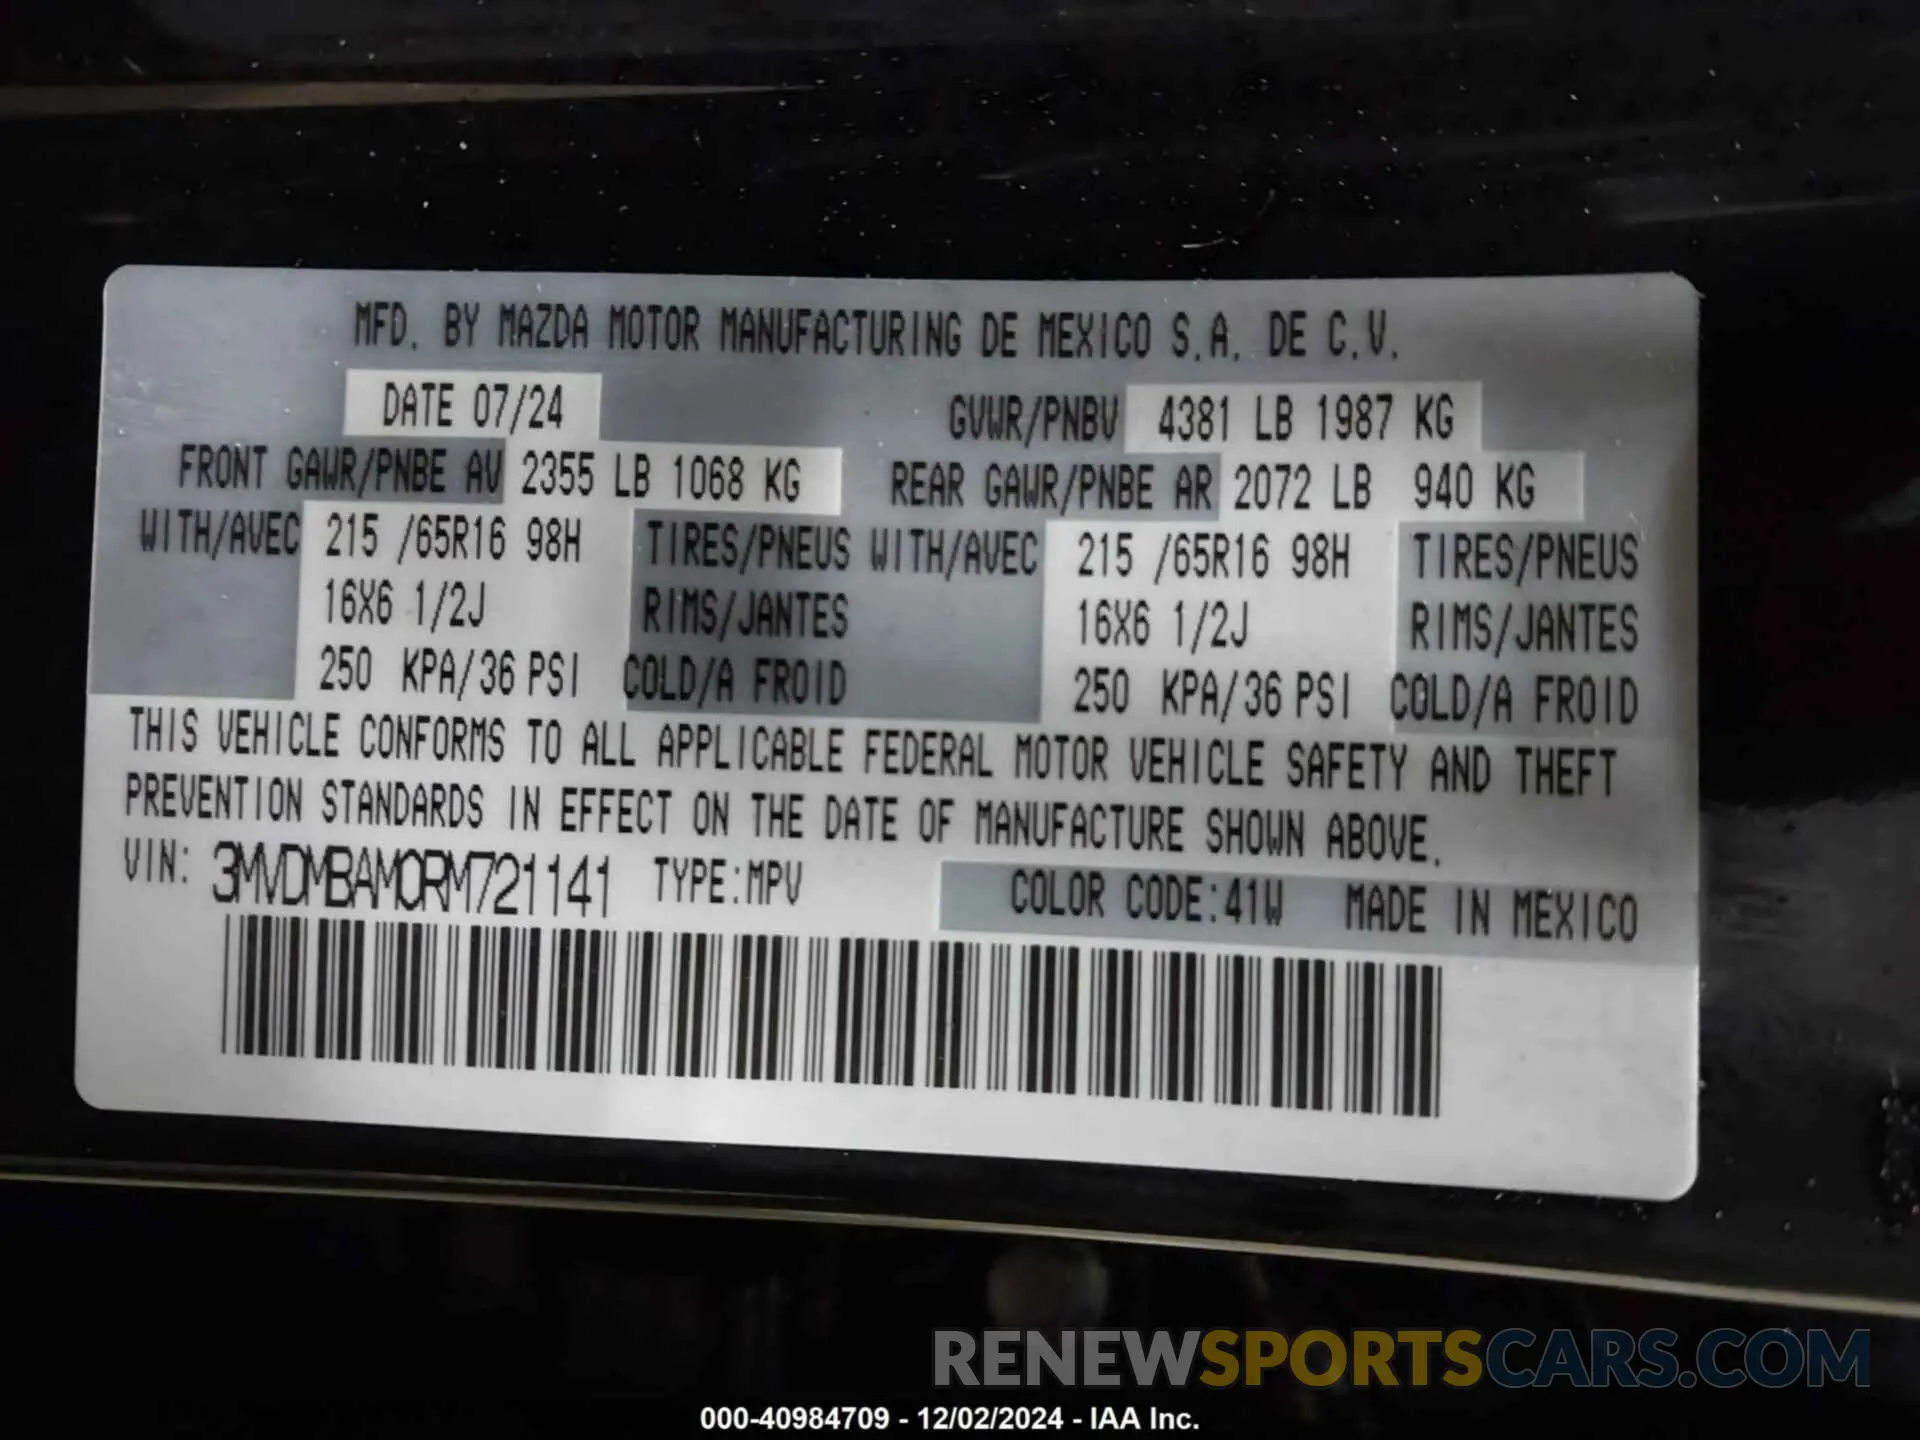 MFD. BY MAZDA MOTOR MANUFACTURING DE MEXICO S.A. DE C.V.
DATE 07/24 GVWR/PNBV 4381 LB 1987 KG
FRONT GAWR/PNBE AV 2355 LB 1068 KG REAR GAWR/PNBE AR 2072 LB 940 KG
WITH/AVEC 215 /65R16 98H TIRES/PNEUS WITH/AVEC 215 /65R16 98H TIRES/PNEUS
16X6 1/2J RIMS/JANTES 16X6 1/2J RIMS/JANTES
250 KPA/36 PSI COLD/A FROID 250 KPA/36 PSI COLD/A FROID
THIS VEHICLE CONFORMS TO ALL APPLICABLE FEDERAL MOTOR VEHICLE SAFETY AND THEFT
PREVENTION STANDARDS IN EFFECT ON THE DATE OF MANUFACTURE SHOWN ABOVE.
VIN: 3MVDMBAM0RM721141 TYPE:MPV COLOR CODE:41W MADE IN MEXICO
RENEWSPORTSCARS.COM
000-40984709 - 12/02/2024 - IAA Inc.